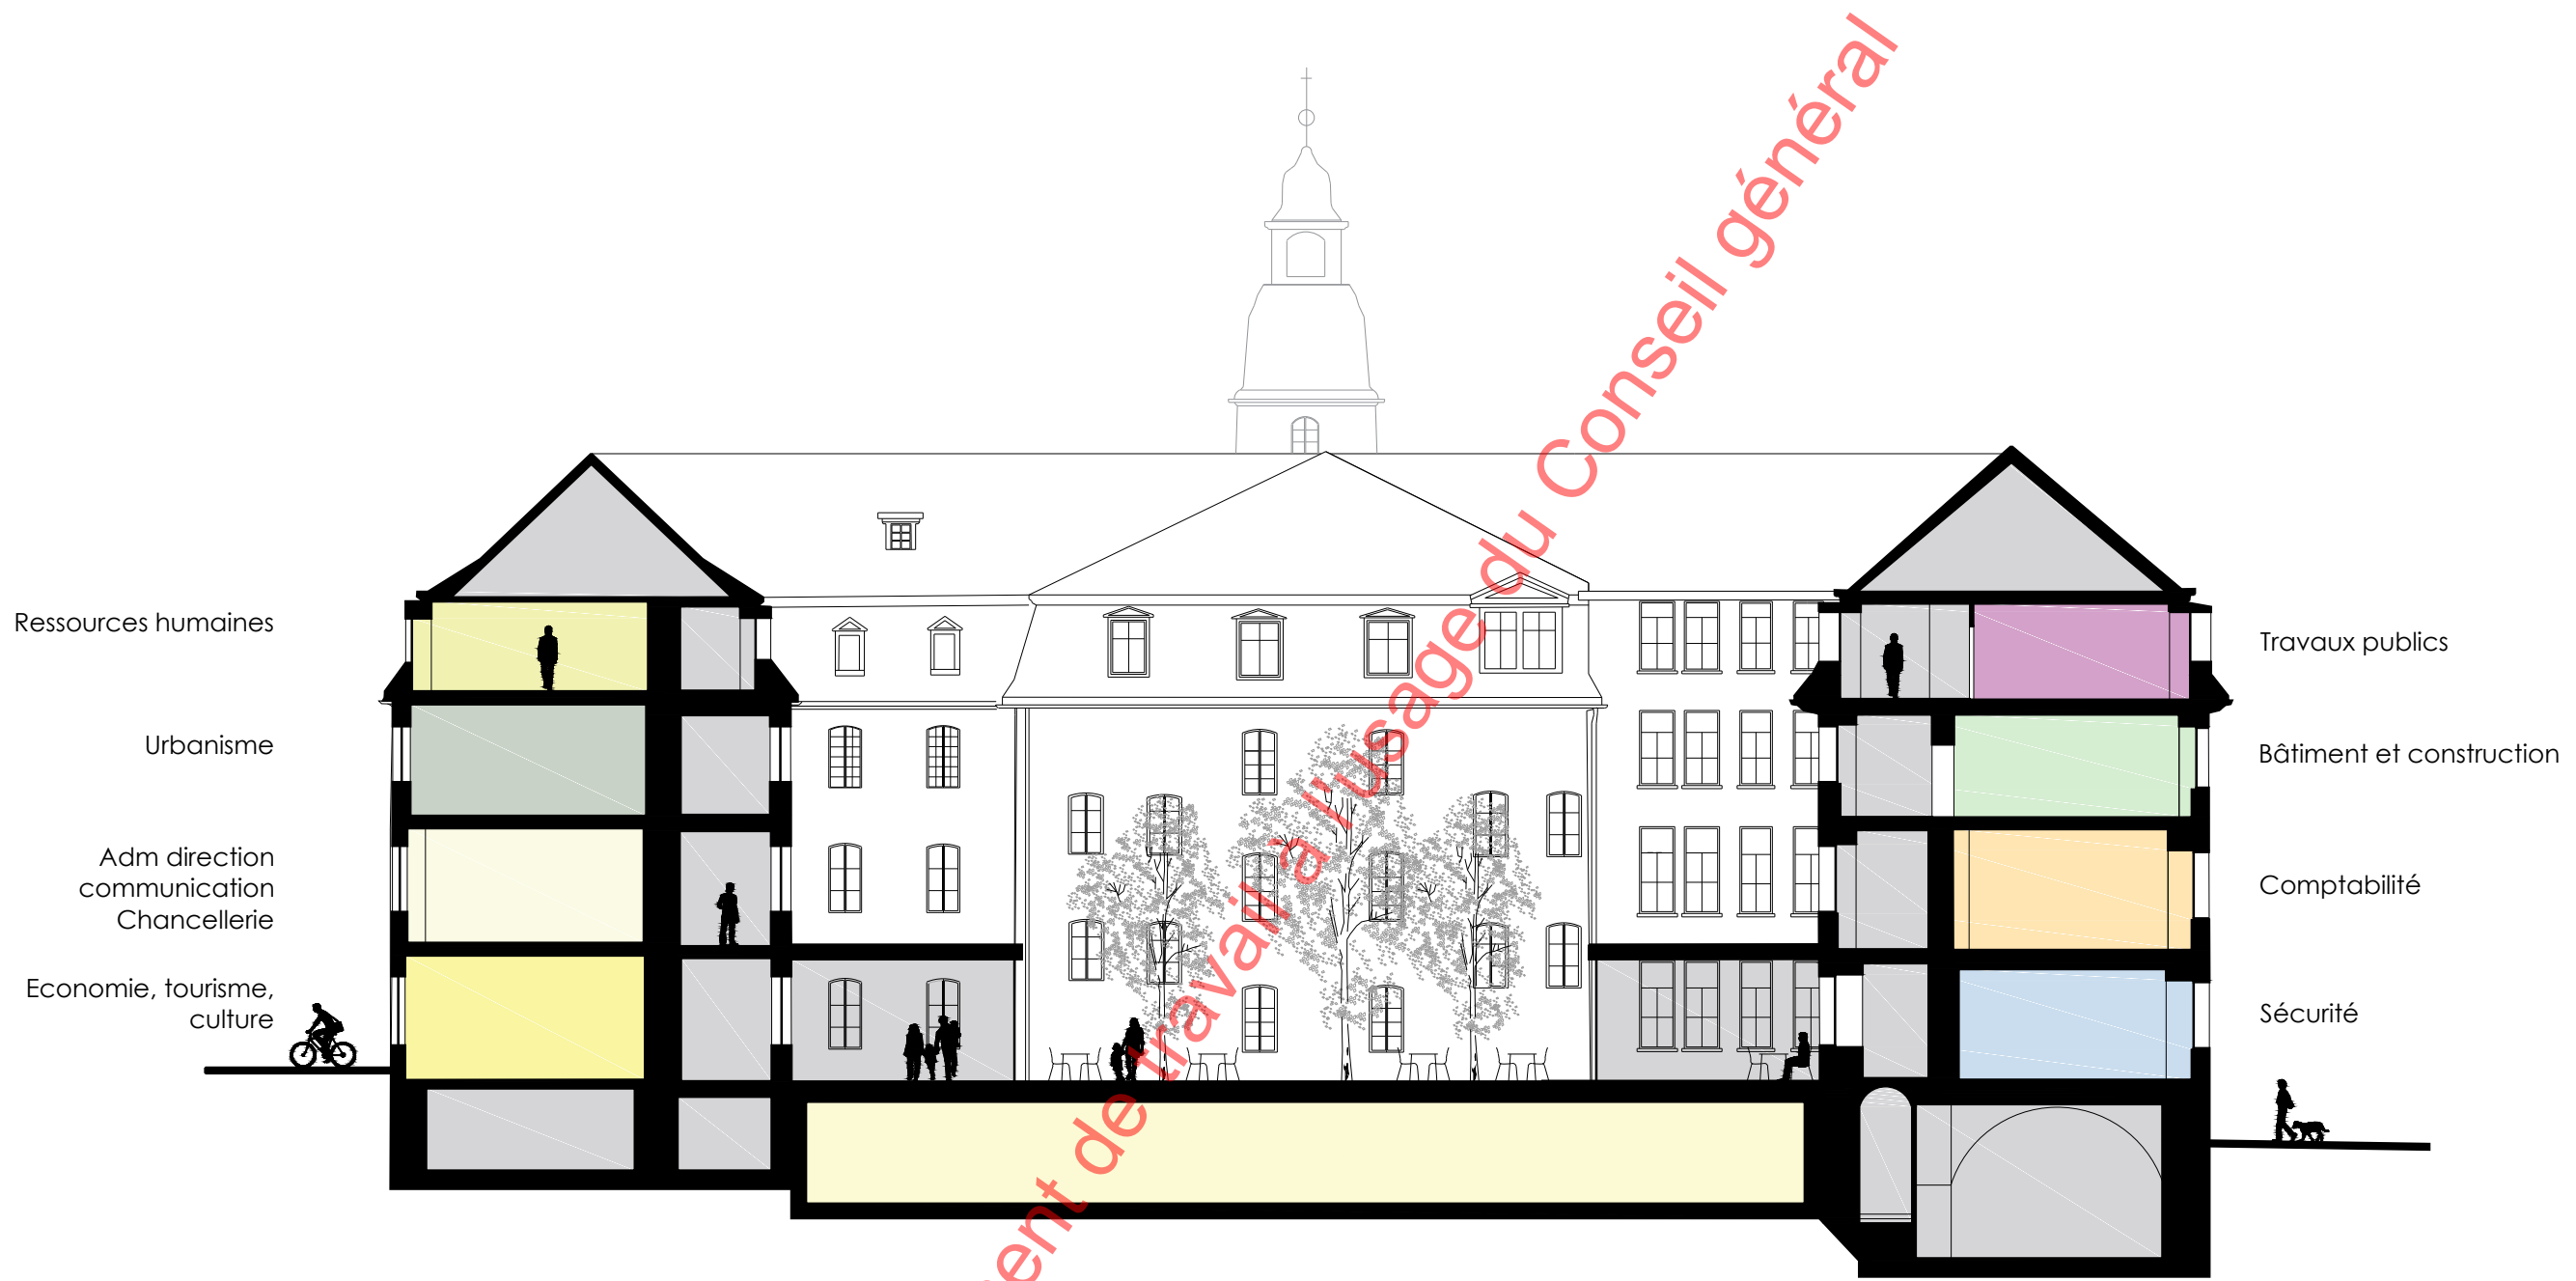 Ressources humaines
Urbanisme
Adm direction
communication
Chancellerie
Economie, tourisme,
culture
Travaux publics
Bâtiment et construction
Comptabilité
Sécurité
de travail à l'usage du Conseil général